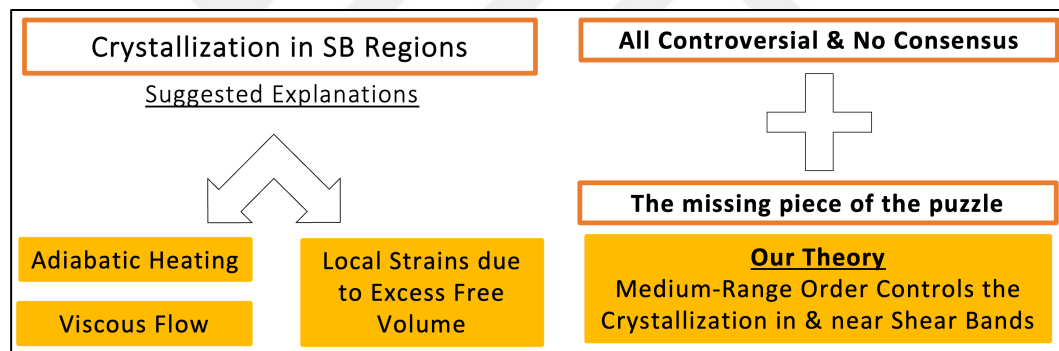 Crystallization in SB Regions
Suggested Explanations
Adiabatic Heating
Viscous Flow
Local Strains due
to Excess Free
Volume
All Controversial & No Consensus
The missing piece of the puzzle
Our Theory
Medium-Range Order Controls the
Crystallization in & near Shear Bands